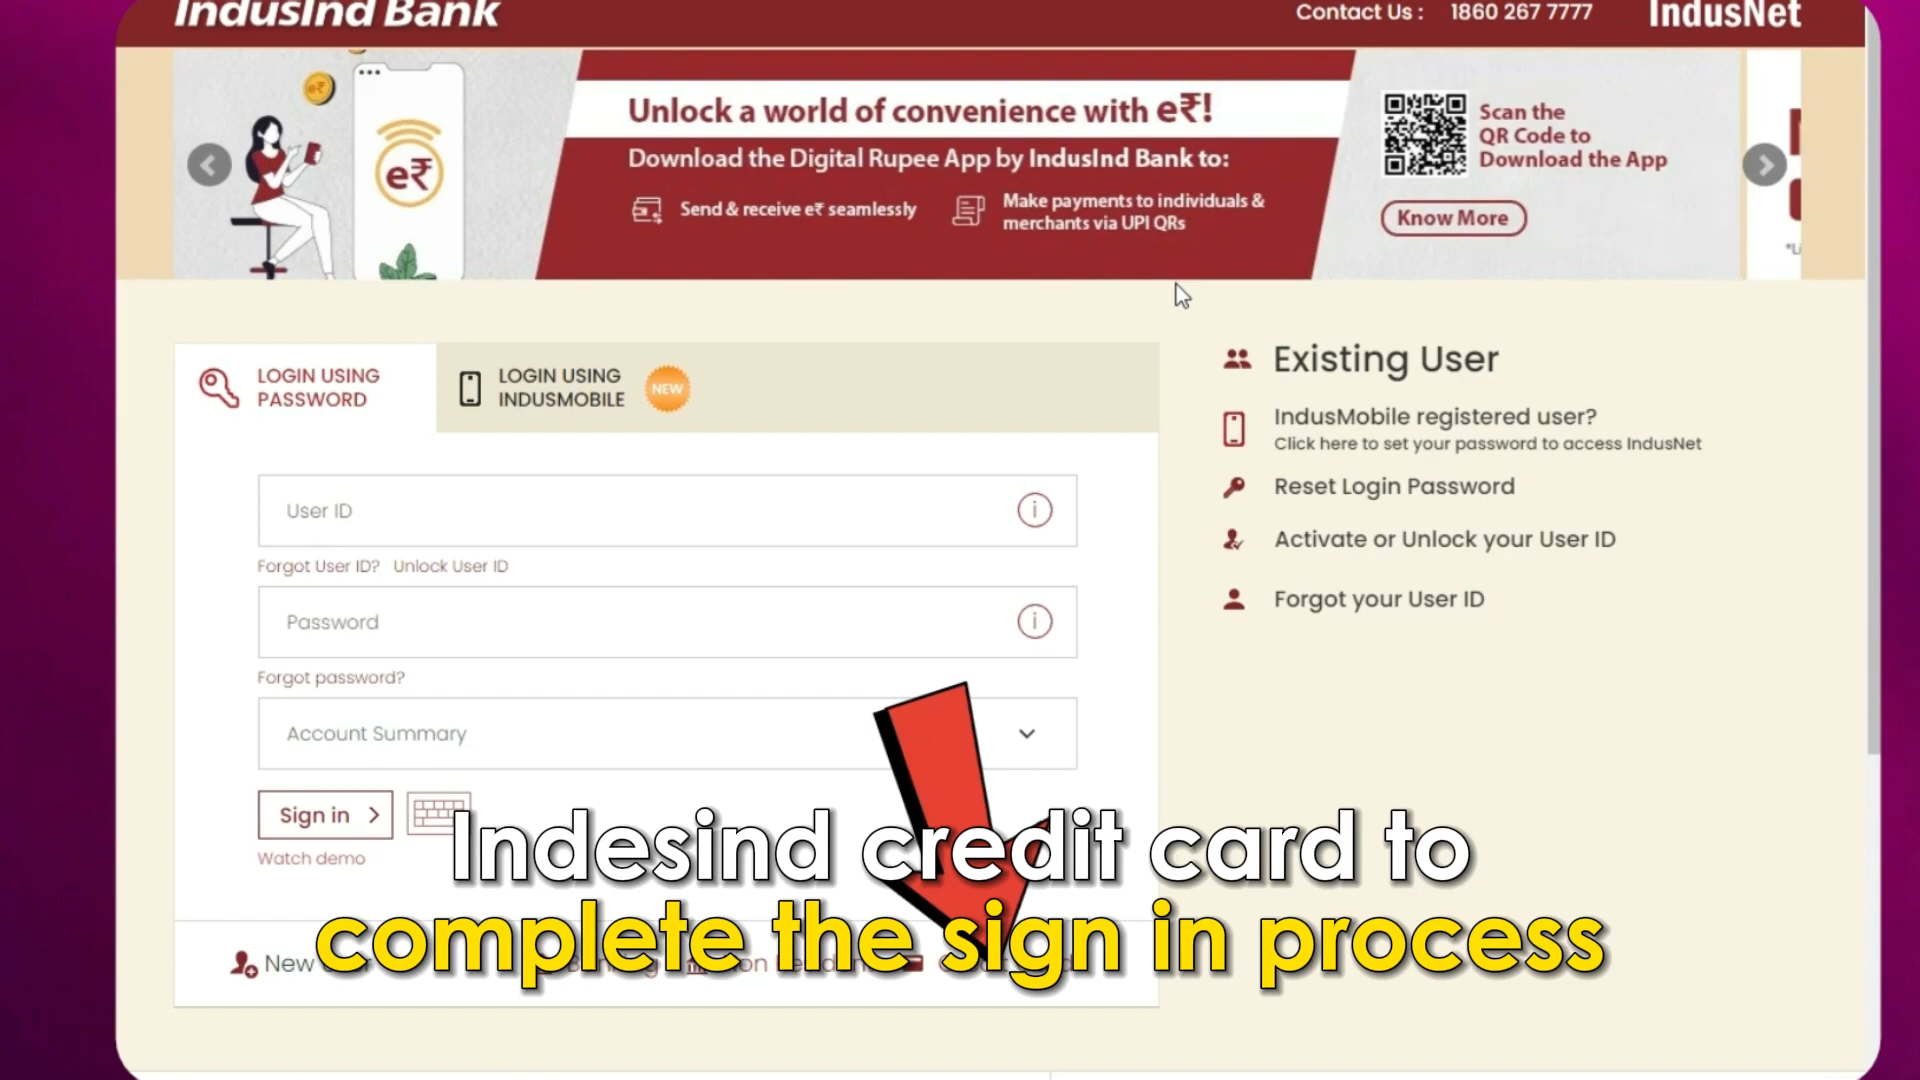 IndusInd Bank
Contact Us : 1860 267 7777
IndusNet
e₹
e₹
Unlock a world of convenience with e₹!
Download the Digital Rupee App by IndusInd Bank to:
Send & receive e₹ seamlessly
Make payments to individuals &
merchants via UPI QRs
Scan the
QR Code to
Download the App
Know More
LOGIN USING
PASSWORD
LOGIN USING
INDUSMOBILE
NEW
User ID
Forgot User ID? Unlock User ID
Password
Forgot password?
Account Summary
Sign in
Watch demo
Existing User
IndusMobile registered user?
Click here to set your password to access IndusNet
Reset Login Password
Activate or Unlock your User ID
Forgot your User ID
Indesind credit card to
complete the sign in process
New